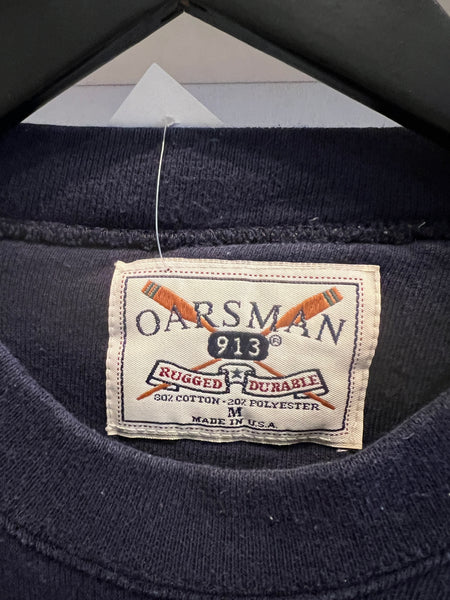 OARSMAN
913®
RUGGED ★ DURABLE
80% COTTON - 20% POLYESTER
M
MADE IN U.S.A.